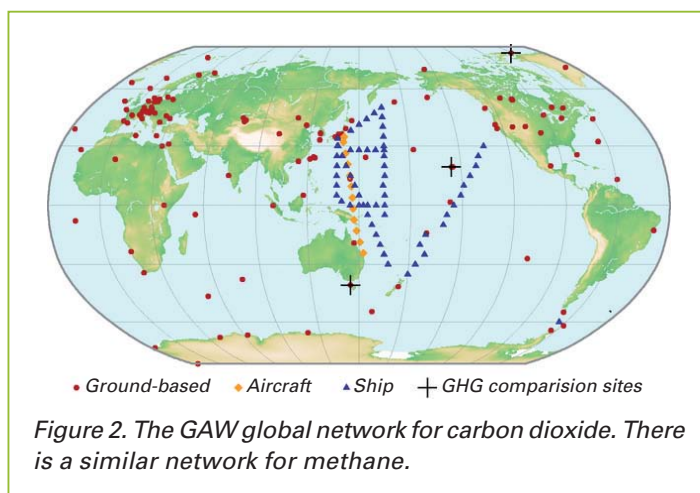 Ground-based Aircraft Ship GHG comparision sites
Figure 2. The GAW global network for carbon dioxide. There
is a similar network for methane.